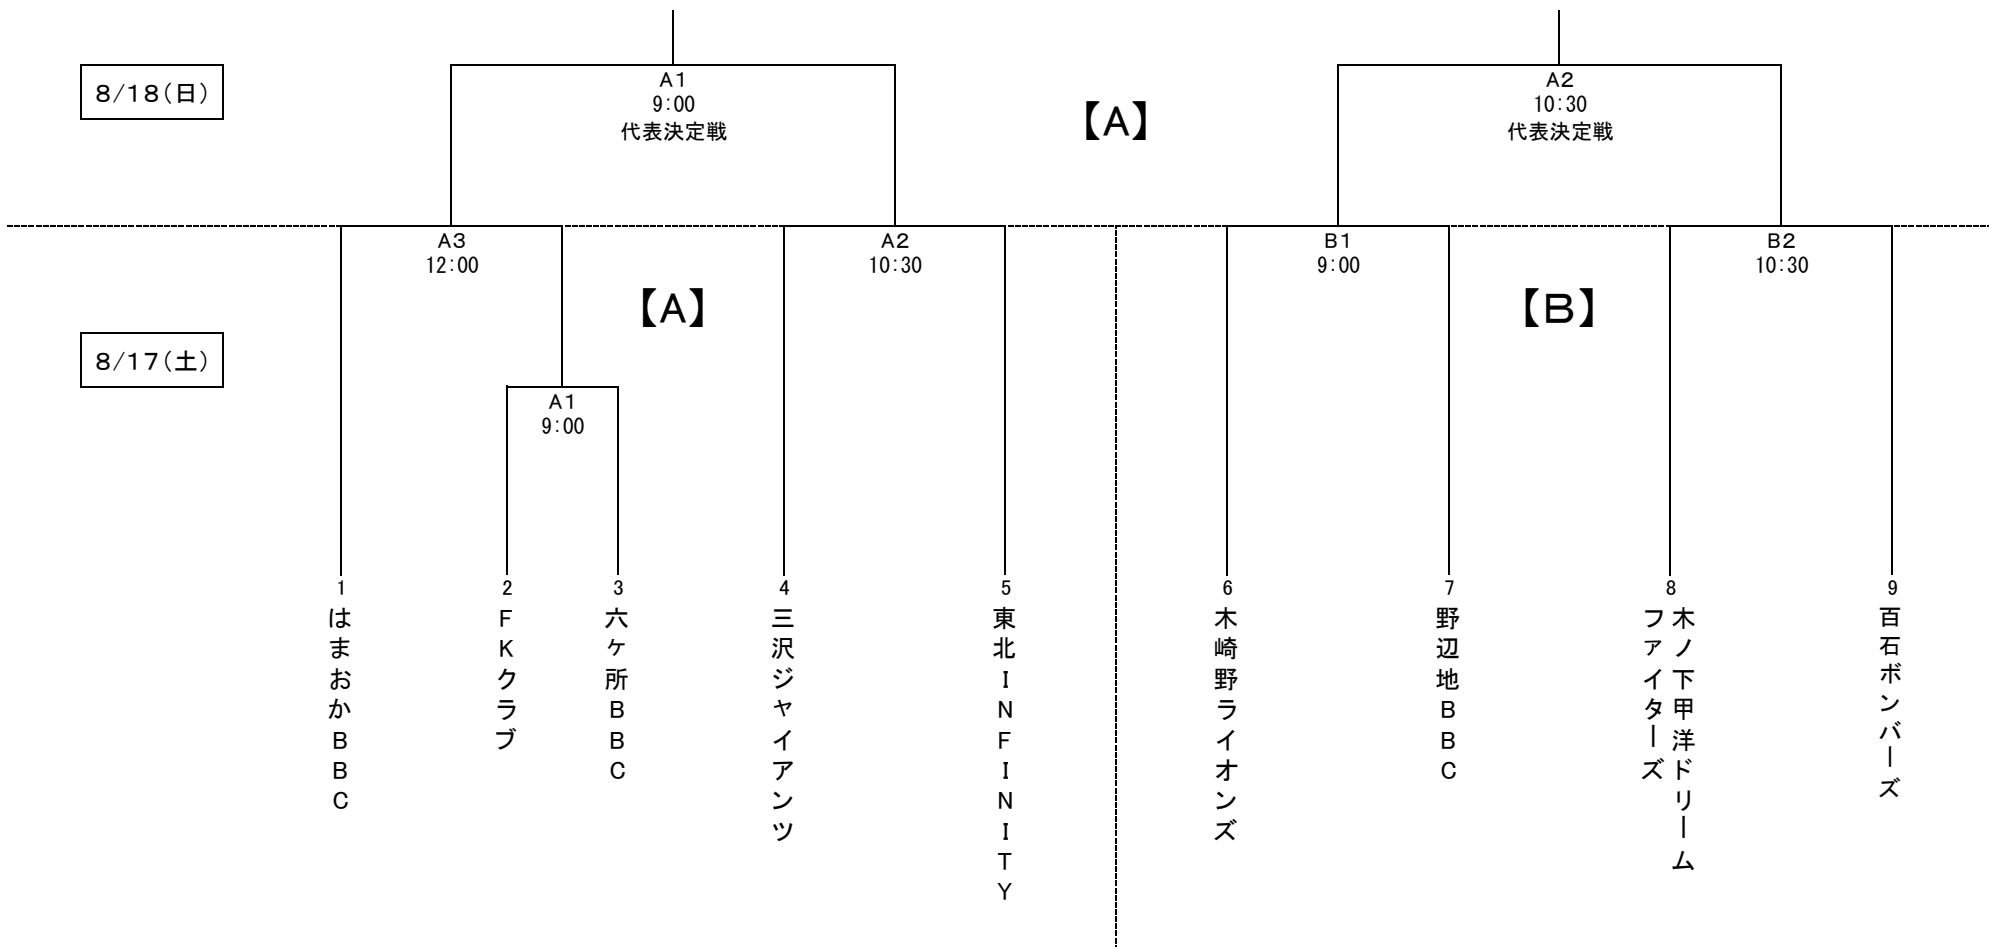 8/18(日)
A1
9:00
代表決定戦
【A】
A2
10:30
代表決定戦
A3
12:00
A2
10:30
B1
9:00
B2
10:30
【A】
【B】
8/17(土)
A1
9:00
1
はまおかBBC
2
FKクラブ
3
六ケ所BBC
4
三沢ジャイアンツ
5
東北INFINITY
6
木崎野ライオンズ
7
野辺地BBC
8
木ノ下甲洋ドリーム
ファイターズ
9
百石ボンバーズ